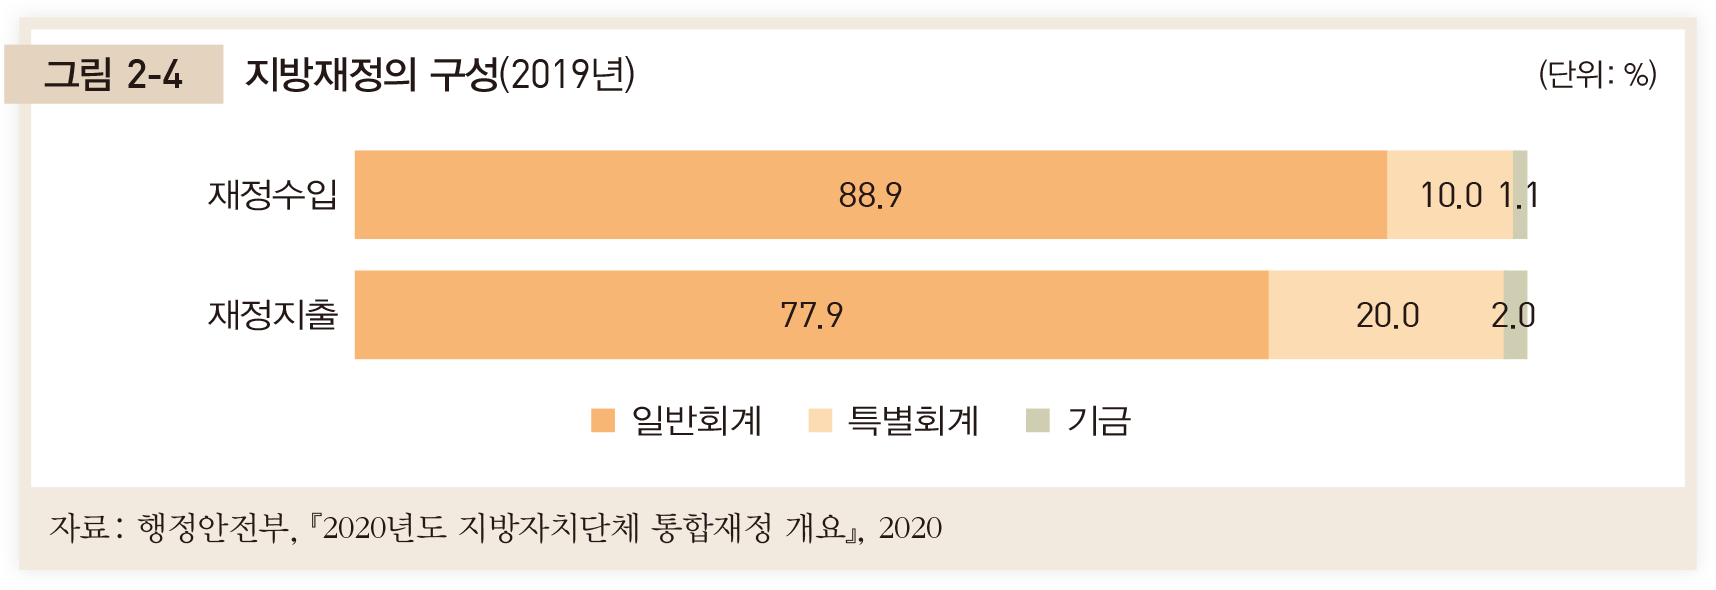 그림 2-4 지방재정의 구성(2019년) (단위: %)
재정수입 88.9 10.0 1.1
재정지출 77.9 20.0 2.0
일반회계 특별회계 기금
자료: 행정안전부, 『2020년도 지방자치단체 통합재정 개요』, 2020